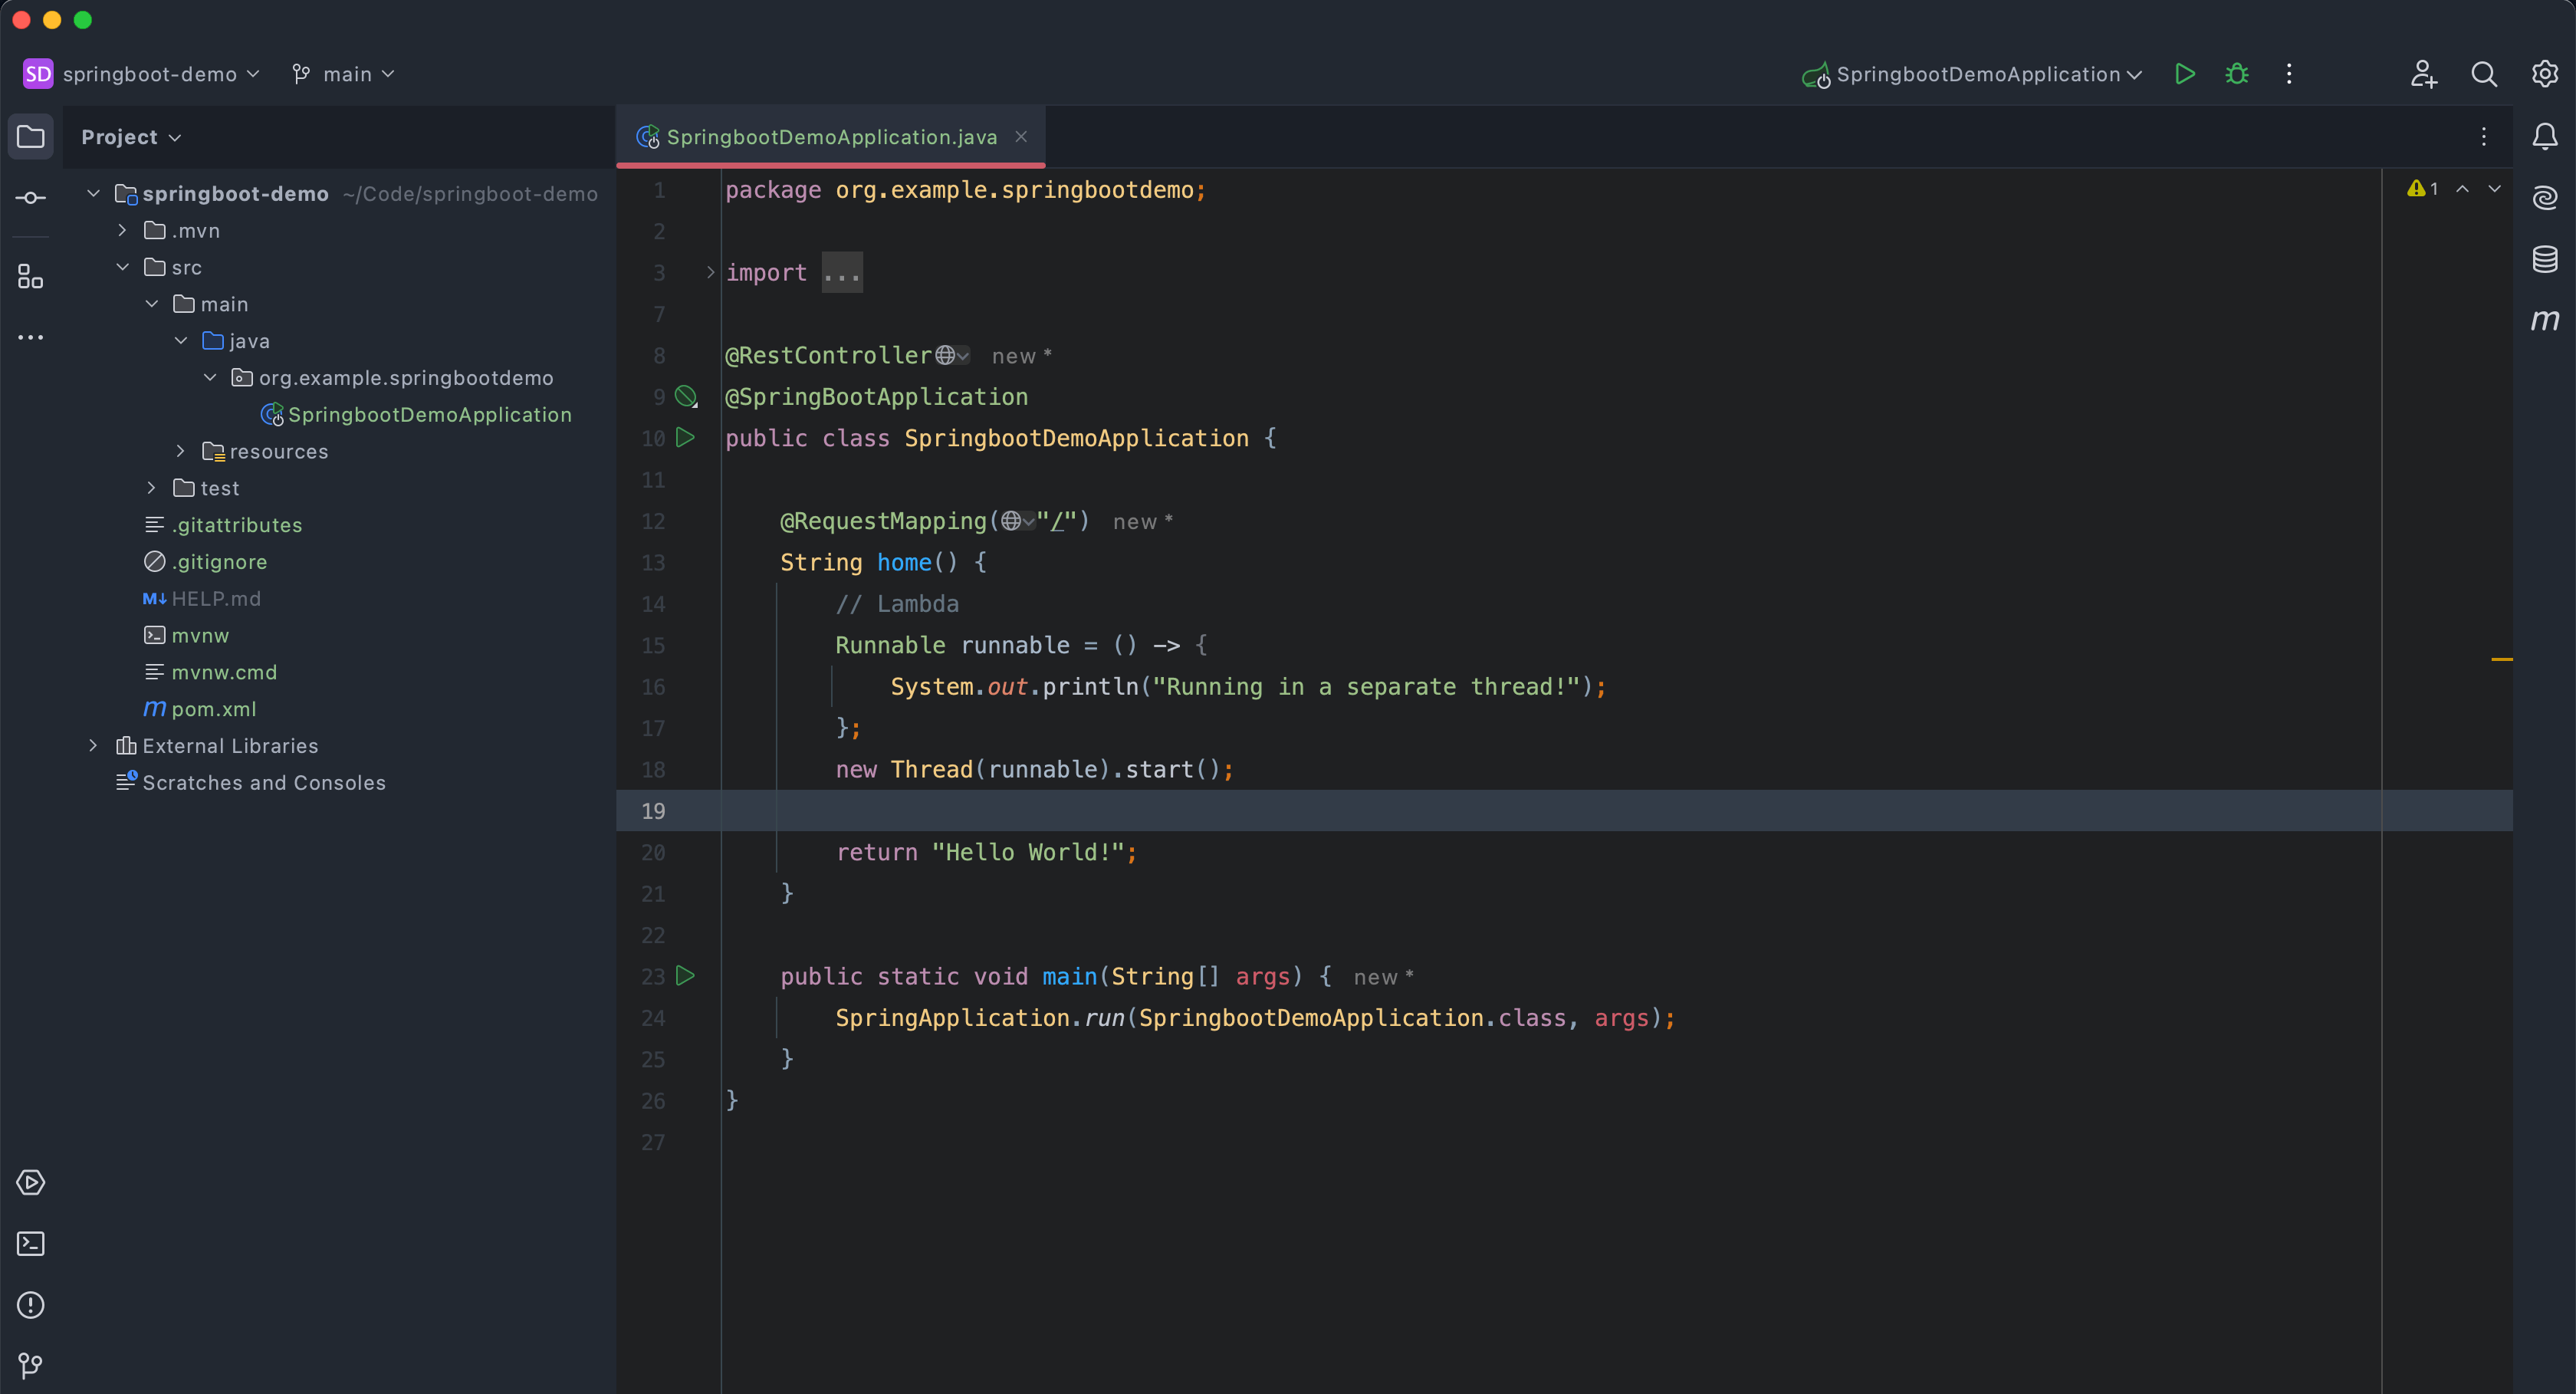 SD springboot-demo main SpringbootDemoApplication
Project
SpringbootDemoApplication.java
springboot-demo ~/Code/springboot-demo
.mvn
src
main
java
org.example.springbootdemo
SpringbootDemoApplication
resources
test
.gitattributes
.gitignore
M↓ HELP.md
mvnw
mvnw.cmd
m pom.xml
External Libraries
Scratches and Consoles
1 package org.example.springbootdemo;
2
3 import ...
7
8 @RestController new *
9 @SpringBootApplication
10 public class SpringbootDemoApplication {
11
12 @RequestMapping("/") new *
13 String home() {
14 // Lambda
15 Runnable runnable = () -> {
16 System.out.println("Running in a separate thread!");
17 };
18 new Thread(runnable).start();
19
20 return "Hello World!";
21 }
22
23 public static void main(String[] args) { new *
24 SpringApplication.run(SpringbootDemoApplication.class, args);
25 }
26 }
27
1
m